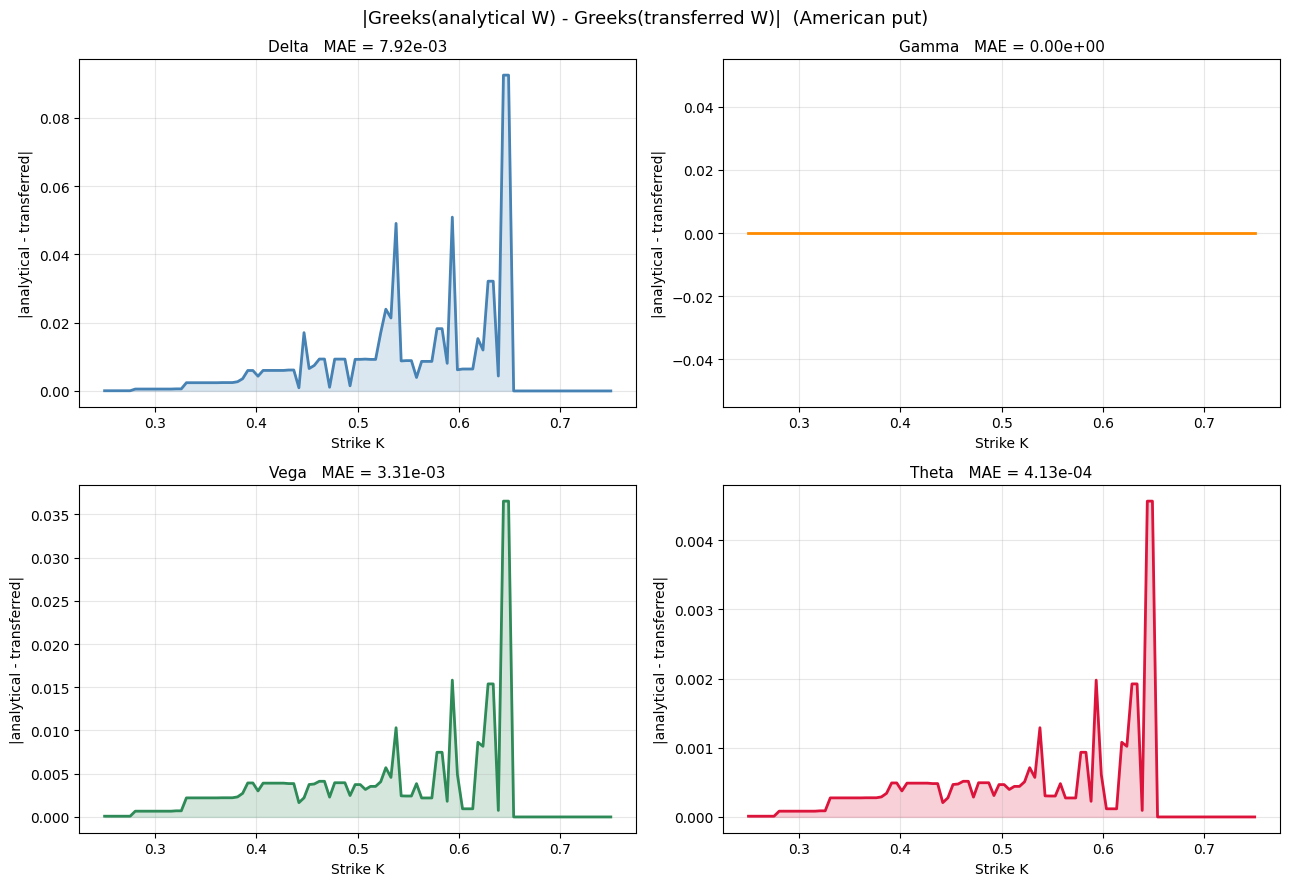 |Greeks(analytical W) - Greeks(transferred W)|  (American put)
Delta   MAE = 7.92e-03
|analytical - transferred|
0.08
0.06
0.04
0.02
0.00
0.3 0.4 0.5 0.6 0.7
Strike K
Gamma   MAE = 0.00e+00
|analytical - transferred|
0.04
0.02
0.00
−0.02
−0.04
0.3 0.4 0.5 0.6 0.7
Strike K
Vega   MAE = 3.31e-03
|analytical - transferred|
0.035
0.030
0.025
0.020
0.015
0.010
0.005
0.000
0.3 0.4 0.5 0.6 0.7
Strike K
Theta   MAE = 4.13e-04
|analytical - transferred|
0.004
0.003
0.002
0.001
0.000
0.3 0.4 0.5 0.6 0.7
Strike K